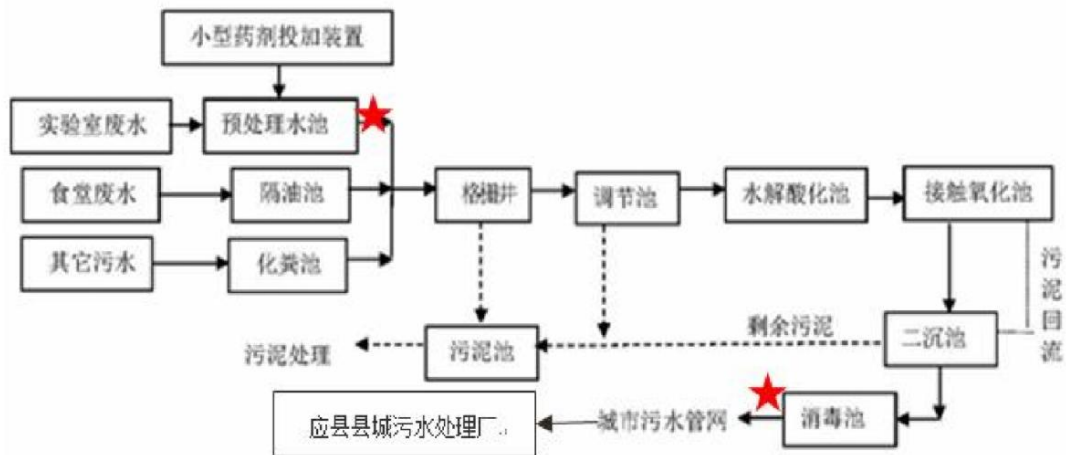 小型药剂投加装置
实验室废水
预处理水池
食堂废水
隔油池
格栅井
调节池
水解酸化池
接触氧化池
其它污水
化粪池
污泥回流
剩余污泥
二沉池
污泥处理
污泥池
应县县城污水处理厂
城市污水管网
消毒池